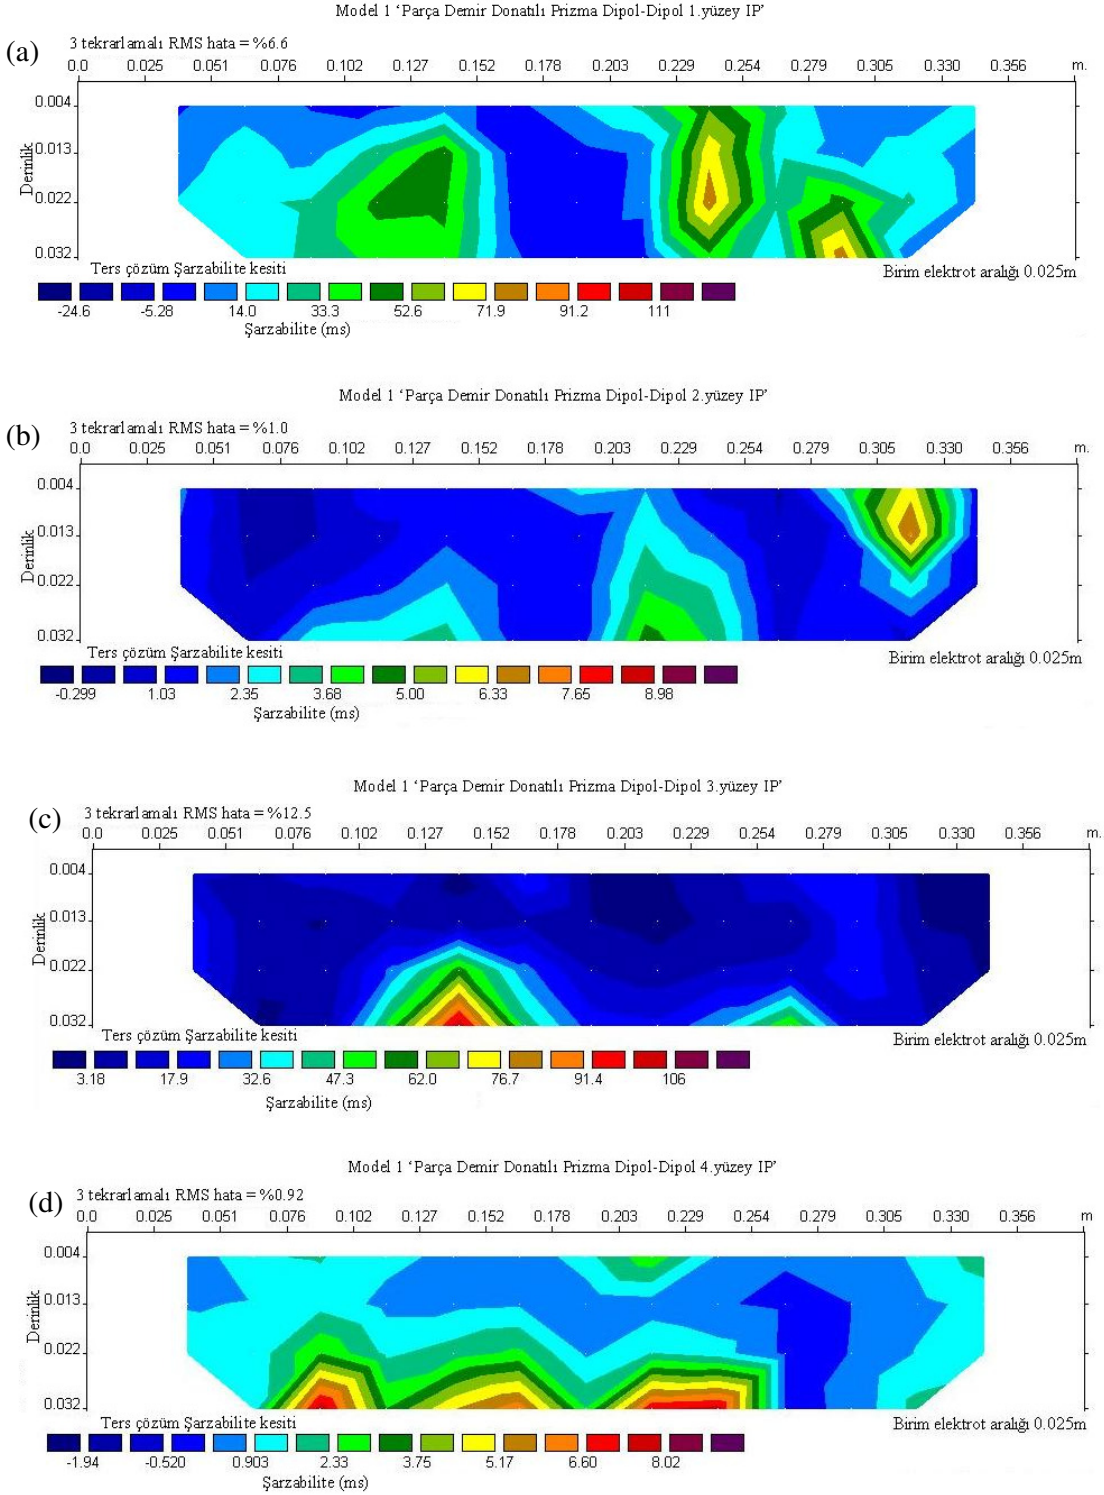 Model 1 ‘Parça Demir Donatılı Prizma Dipol-Dipol 1.yüzey IP’
(a)
3 tekrarlamalı RMS hata = %6.6
0.0 0.025 0.051 0.076 0.102 0.127 0.152 0.178 0.203 0.229 0.254 0.279 0.305 0.330 0.356 m.
0.004
0.013
0.022
0.032
Derinlik
Ters çözüm Şarzabilite kesiti
Birim elektrot aralığı 0.025m
-24.6 -5.28 14.0 33.3 52.6 71.9 91.2 111
Şarzabilite (ms)
Model 1 ‘Parça Demir Donatılı Prizma Dipol-Dipol 2.yüzey IP’
(b)
3 tekrarlamalı RMS hata = %1.0
0.0 0.025 0.051 0.076 0.102 0.127 0.152 0.178 0.203 0.229 0.254 0.279 0.305 0.330 0.356 m.
0.004
0.013
0.022
0.032
Derinlik
Ters çözüm Şarzabilite kesiti
Birim elektrot aralığı 0.025m
-0.299 1.03 2.35 3.68 5.00 6.33 7.65 8.98
Şarzabilite (ms)
Model 1 ‘Parça Demir Donatılı Prizma Dipol-Dipol 3.yüzey IP’
(c)
3 tekrarlamalı RMS hata = %12.5
0.0 0.025 0.051 0.076 0.102 0.127 0.152 0.178 0.203 0.229 0.254 0.279 0.305 0.330 0.356 m.
0.004
0.013
0.022
0.032
Derinlik
Ters çözüm Şarzabilite kesiti
Birim elektrot aralığı 0.025m
3.18 17.9 32.6 47.3 62.0 76.7 91.4 106
Şarzabilite (ms)
Model 1 ‘Parça Demir Donatılı Prizma Dipol-Dipol 4.yüzey IP’
(d)
3 tekrarlamalı RMS hata = %0.92
0.0 0.025 0.051 0.076 0.102 0.127 0.152 0.178 0.203 0.229 0.254 0.279 0.305 0.330 0.356 m
0.004
0.013
0.022
0.032
Derinlik
Ters çözüm Şarzabilite kesiti
Birim elektrot aralığı 0.025m
-1.94 -0.520 0.903 2.33 3.75 5.17 6.60 8.02
Şarzabilite (ms)